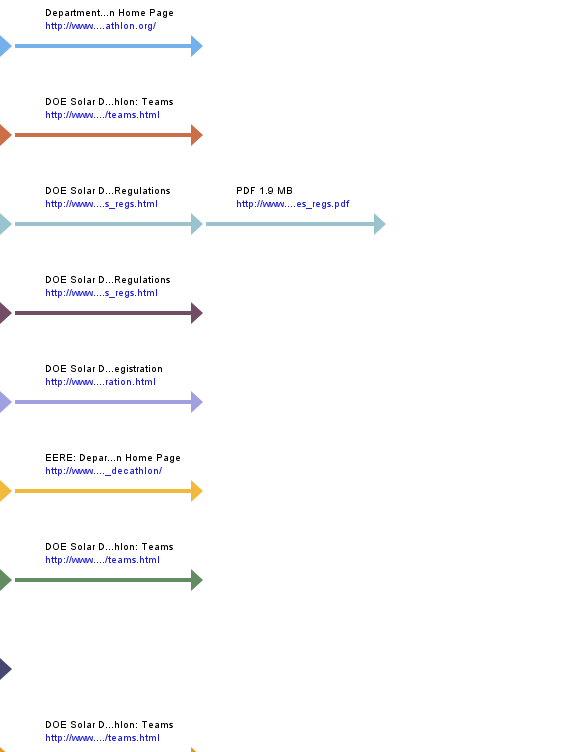 Department...n Home Page
http://www....athlon.org/
DOE Solar D...hlon: Teams
http://www..../teams.html
DOE Solar D...Regulations
http://www....s_regs.html
PDF 1.9 MB
http://www....es_regs.pdf
DOE Solar D...Regulations
http://www....s_regs.html
DOE Solar D...egistration
http://www....ration.html
EERE: Depar...n Home Page
http://www...._decathlon/
DOE Solar D...hlon: Teams
http://www..../teams.html
DOE Solar D...hlon: Teams
http://www..../teams.html